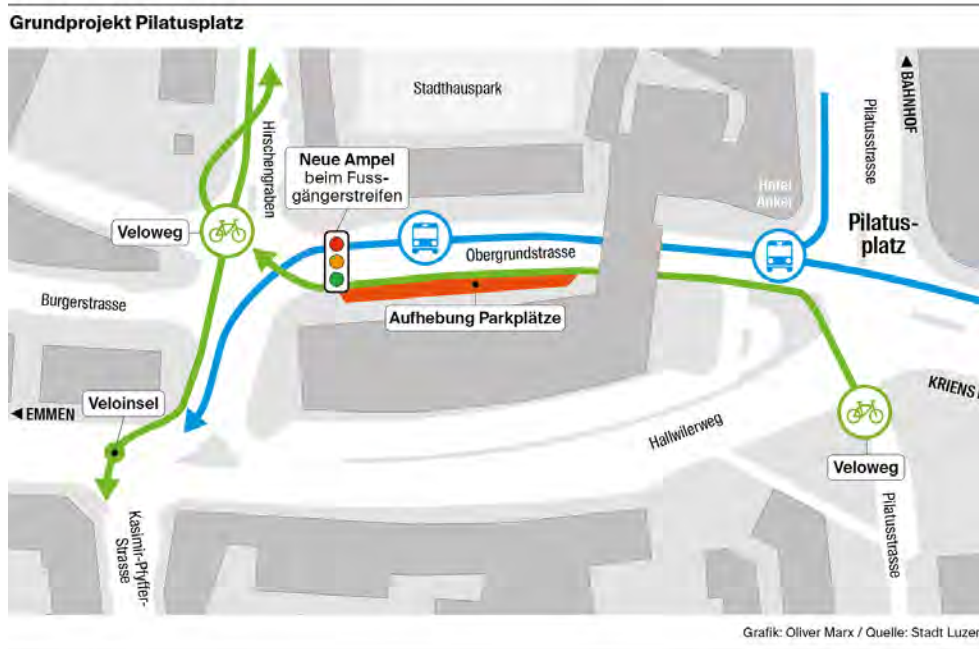 Grundprojekt Pilatusplatz
Stadthauspark
Hirschengraben
Neue Ampel
beim Fuss-
gängerstreifen
BAHNHOF
Pilatusstrasse
Hotel
Anker
Pilatus-
platz
Veloweg
Obergrundstrasse
Burgerstrasse
Aufhebung Parkplätze
EMMEN
Veloinsel
KRIENS
Hallwilerweg
Veloweg
Pilatusstrasse
Kasimir-Pfyffer-
Strasse
Grafik: Oliver Marx / Quelle: Stadt Luzer